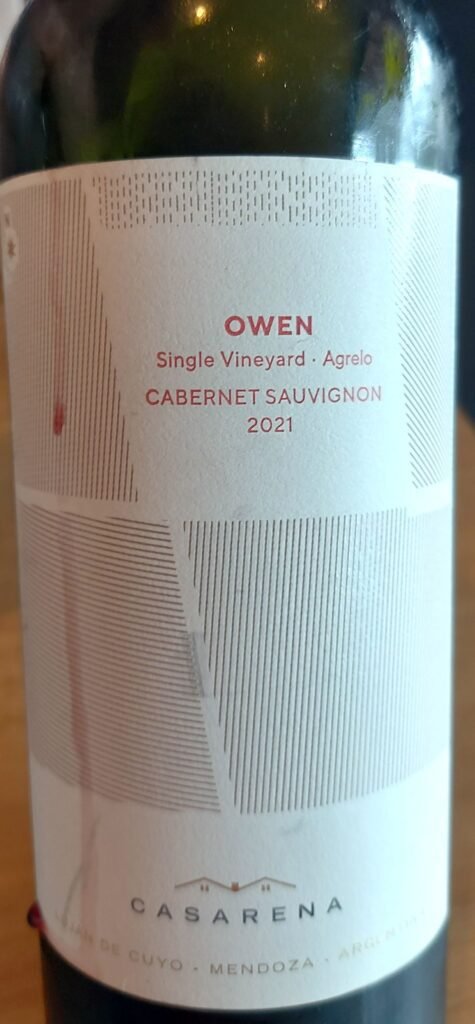 OWEN
Single Vineyard · Agrelo
CABERNET SAUVIGNON
2021
CASARENA
DE CUYO - MENDOZA -